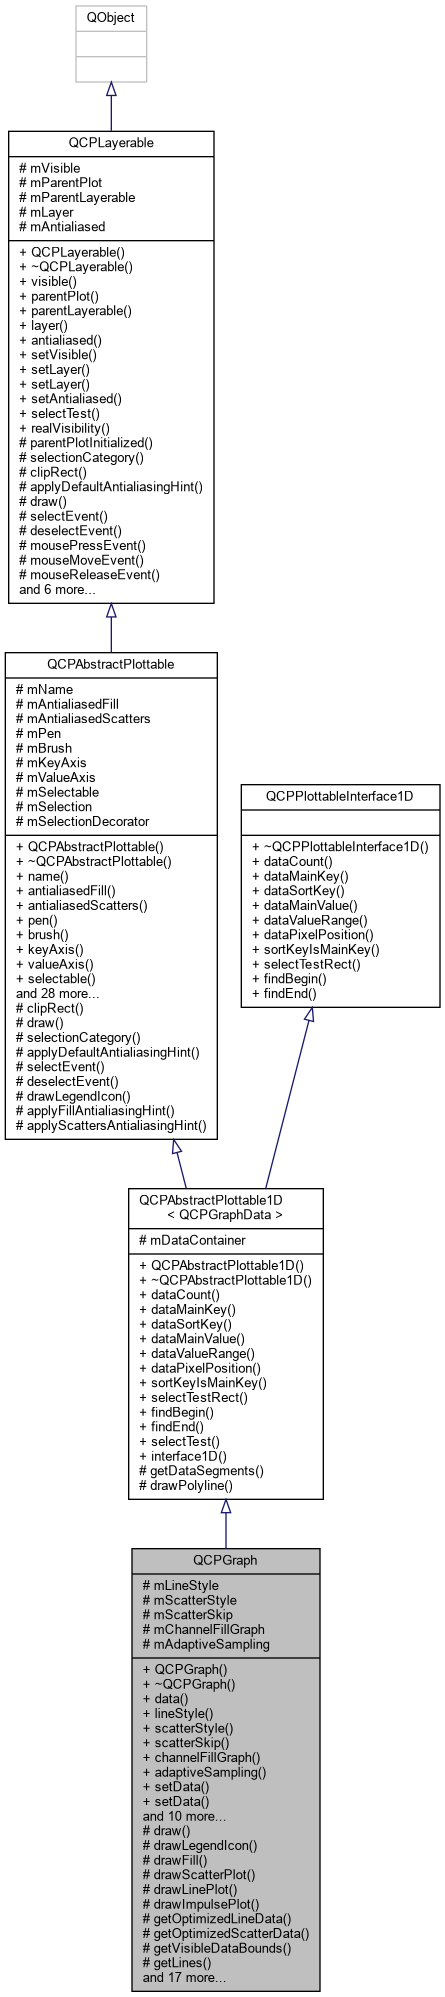 QObject
QCPLayerable
# mVisible
# mParentPlot
# mParentLayerable
# mLayer
# mAntialiased
+ QCPLayerable()
+ ~QCPLayerable()
+ visible()
+ parentPlot()
+ parentLayerable()
+ layer()
+ antialiased()
+ setVisible()
+ setLayer()
+ setLayer()
+ setAntialiased()
+ selectTest()
+ realVisibility()
# parentPlotInitialized()
# selectionCategory()
# clipRect()
# applyDefaultAntialiasingHint()
# draw()
# selectEvent()
# deselectEvent()
# mousePressEvent()
# mouseMoveEvent()
# mouseReleaseEvent()
and 6 more...
QCPAbstractPlottable
# mName
# mAntialiasedFill
# mAntialiasedScatters
# mPen
# mBrush
# mKeyAxis
# mValueAxis
# mSelectable
# mSelection
# mSelectionDecorator
+ QCPAbstractPlottable()
+ ~QCPAbstractPlottable()
+ name()
+ antialiasedFill()
+ antialiasedScatters()
+ pen()
+ brush()
+ keyAxis()
+ valueAxis()
+ selectable()
and 28 more...
# clipRect()
# draw()
# selectionCategory()
# applyDefaultAntialiasingHint()
# selectEvent()
# deselectEvent()
# drawLegendIcon()
# applyFillAntialiasingHint()
# applyScattersAntialiasingHint()
QCPPlottableInterface1D
+ ~QCPPlottableInterface1D()
+ dataCount()
+ dataMainKey()
+ dataSortKey()
+ dataMainValue()
+ dataValueRange()
+ dataPixelPosition()
+ sortKeyIsMainKey()
+ selectTestRect()
+ findBegin()
+ findEnd()
QCPAbstractPlottable1D
< QCPGraphData >
# mDataContainer
+ QCPAbstractPlottable1D()
+ ~QCPAbstractPlottable1D()
+ dataCount()
+ dataMainKey()
+ dataSortKey()
+ dataMainValue()
+ dataValueRange()
+ dataPixelPosition()
+ sortKeyIsMainKey()
+ selectTestRect()
+ findBegin()
+ findEnd()
+ selectTest()
+ interface1D()
# getDataSegments()
# drawPolyline()
QCPGraph
# mLineStyle
# mScatterStyle
# mScatterSkip
# mChannelFillGraph
# mAdaptiveSampling
+ QCPGraph()
+ ~QCPGraph()
+ data()
+ lineStyle()
+ scatterStyle()
+ scatterSkip()
+ channelFillGraph()
+ adaptiveSampling()
+ setData()
+ setData()
and 10 more...
# draw()
# drawLegendIcon()
# drawFill()
# drawScatterPlot()
# drawLinePlot()
# drawImpulsePlot()
# getOptimizedLineData()
# getOptimizedScatterData()
# getVisibleDataBounds()
# getLines()
and 17 more...